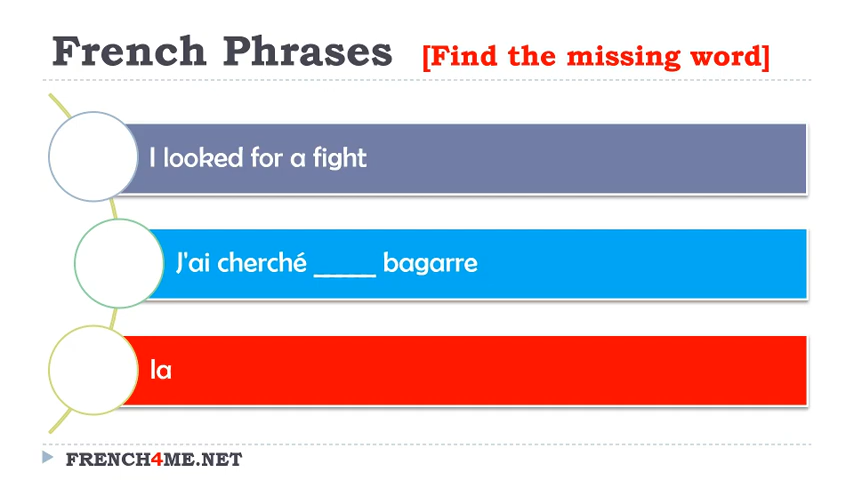 French Phrases [Find the missing word]
I looked for a fight
J'ai cherché _____ bagarre
la
FRENCH4ME.NET